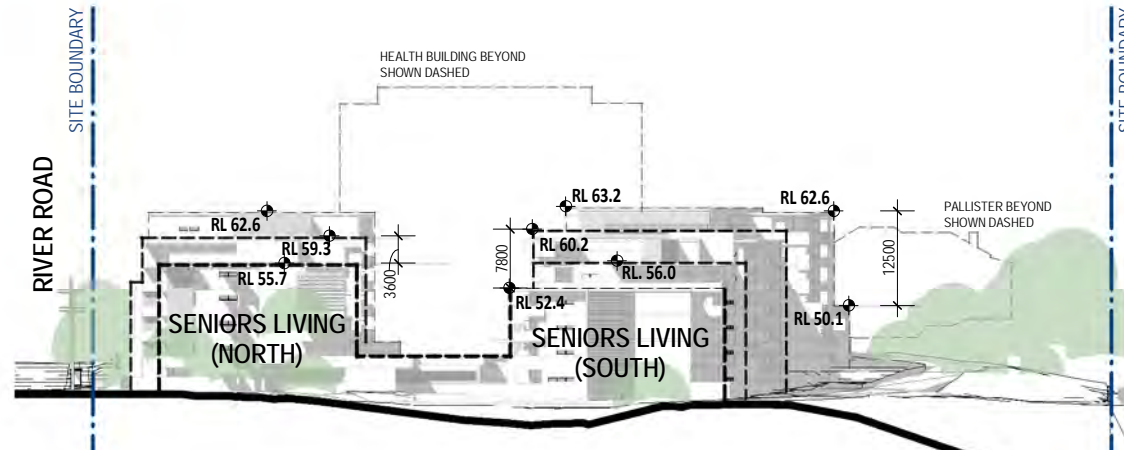 SITE BOUNDARY
SITE BOUNDARY
HEALTH BUILDING BEYOND
SHOWN DASHED
RIVER ROAD
RL 62.6
RL 59.3
RL 55.7
3600
RL 63.2
RL 60.2
7800
RL. 56.0
RL 52.4
RL 62.6
12500
RL 50.1
PALLISTER BEYOND
SHOWN DASHED
SENIORS LIVING
(NORTH)
SENIORS LIVING
(SOUTH)